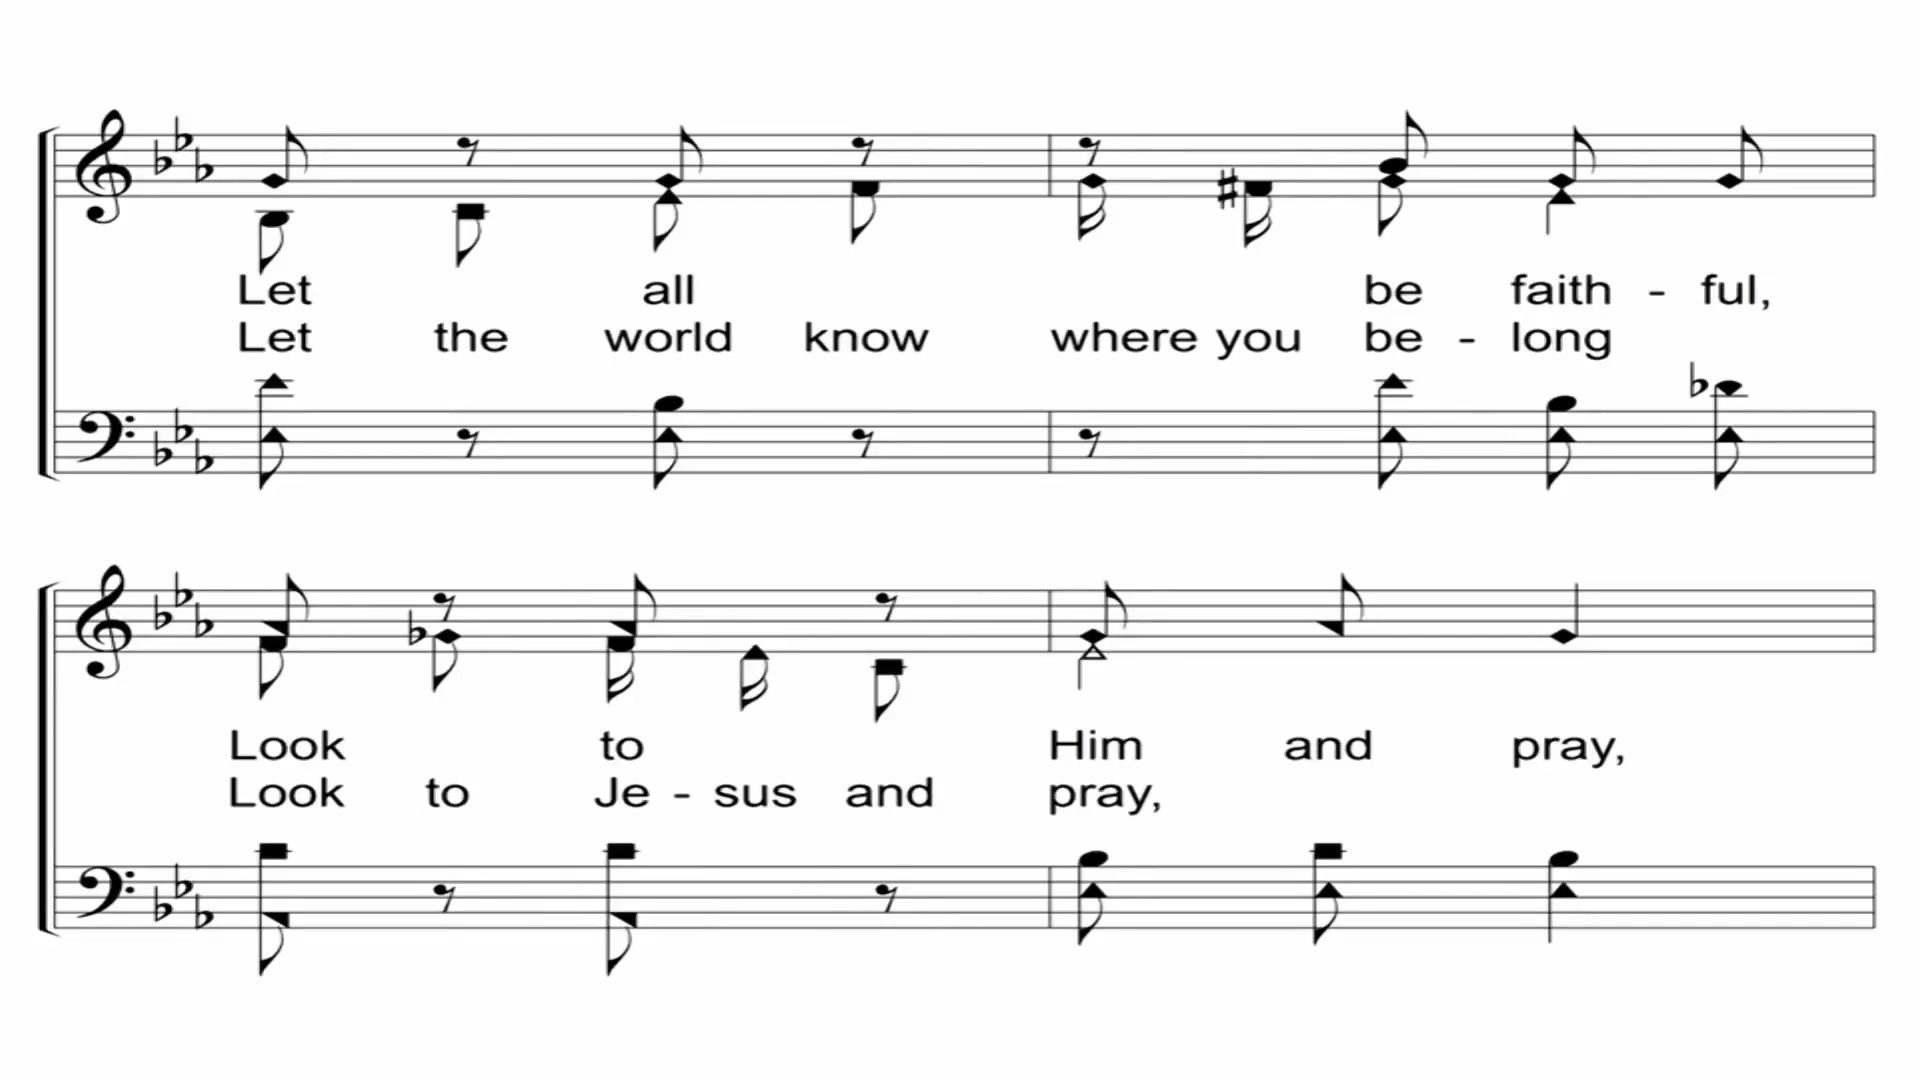 Let all be faith - ful,
Let the world know where you be - long
Look to Him and pray,
Look to Je - sus and pray,